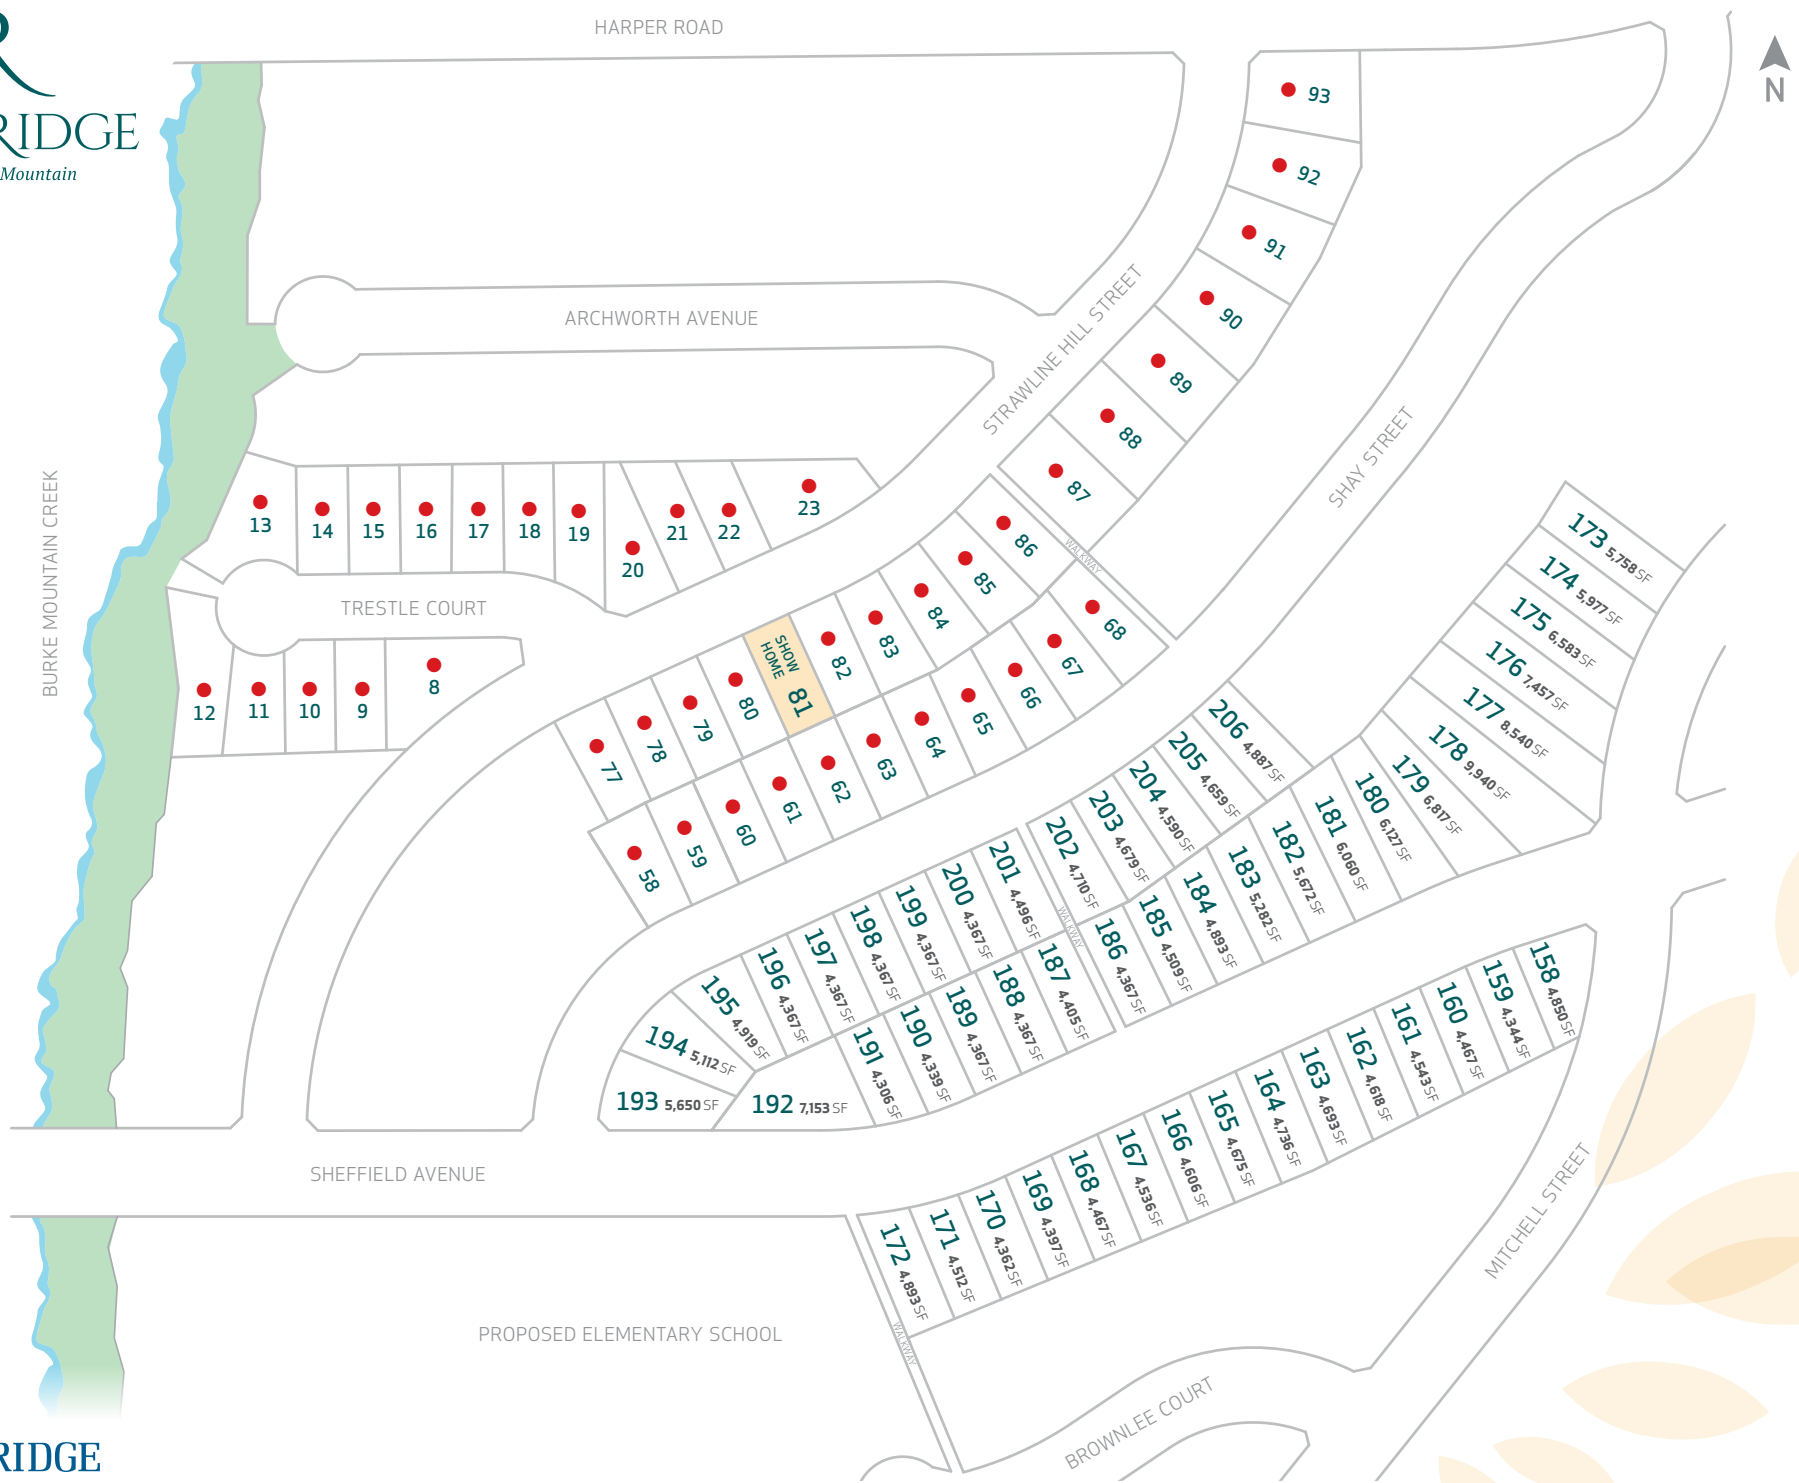 HARPER ROAD
N
RIDGE
Mountain
93
92
91
90
89
88
87
ARCHWORTH AVENUE
STRAWLINE HILL STREET
SHAY STREET
BURKE MOUNTAIN CREEK
13
14
15
16
17
18
19
20
21
22
23
TRESTLE COURT
12
11
10
9
8
WALKWAY
86
85
84
83
82
SHOW
HOME
81
80
79
78
77
68
67
66
65
64
63
62
61
60
59
58
173 5,758 SF
174 5,977 SF
175 6,583 SF
176 7,457 SF
177 8,540 SF
178 9,940 SF
179 6,817 SF
180 6,127 SF
181 6,060 SF
182 5,672 SF
183 5,282 SF
184 4,893 SF
185 4,509 SF
186 4,367 SF
206 4,887 SF
205 4,659 SF
204 4,590 SF
203 4,679 SF
202 4,710 SF
WALKWAY
201 4,496 SF
200 4,367 SF
199 4,367 SF
198 4,367 SF
197 4,367 SF
196 4,367 SF
195 4,919 SF
194 5,112 SF
193 5,650 SF
192 7,153 SF
191 4,306 SF
190 4,339 SF
189 4,367 SF
188 4,367 SF
187 4,405 SF
158 4,850 SF
159 4,344 SF
160 4,467 SF
161 4,543 SF
162 4,618 SF
163 4,693 SF
164 4,736 SF
165 4,675 SF
166 4,606 SF
167 4,536 SF
168 4,467 SF
169 4,397 SF
170 4,362 SF
171 4,512 SF
172 4,893 SF
SHEFFIELD AVENUE
MITCHELL STREET
PROPOSED ELEMENTARY SCHOOL
WALKWAY
BROWNLEE COURT
RIDGE